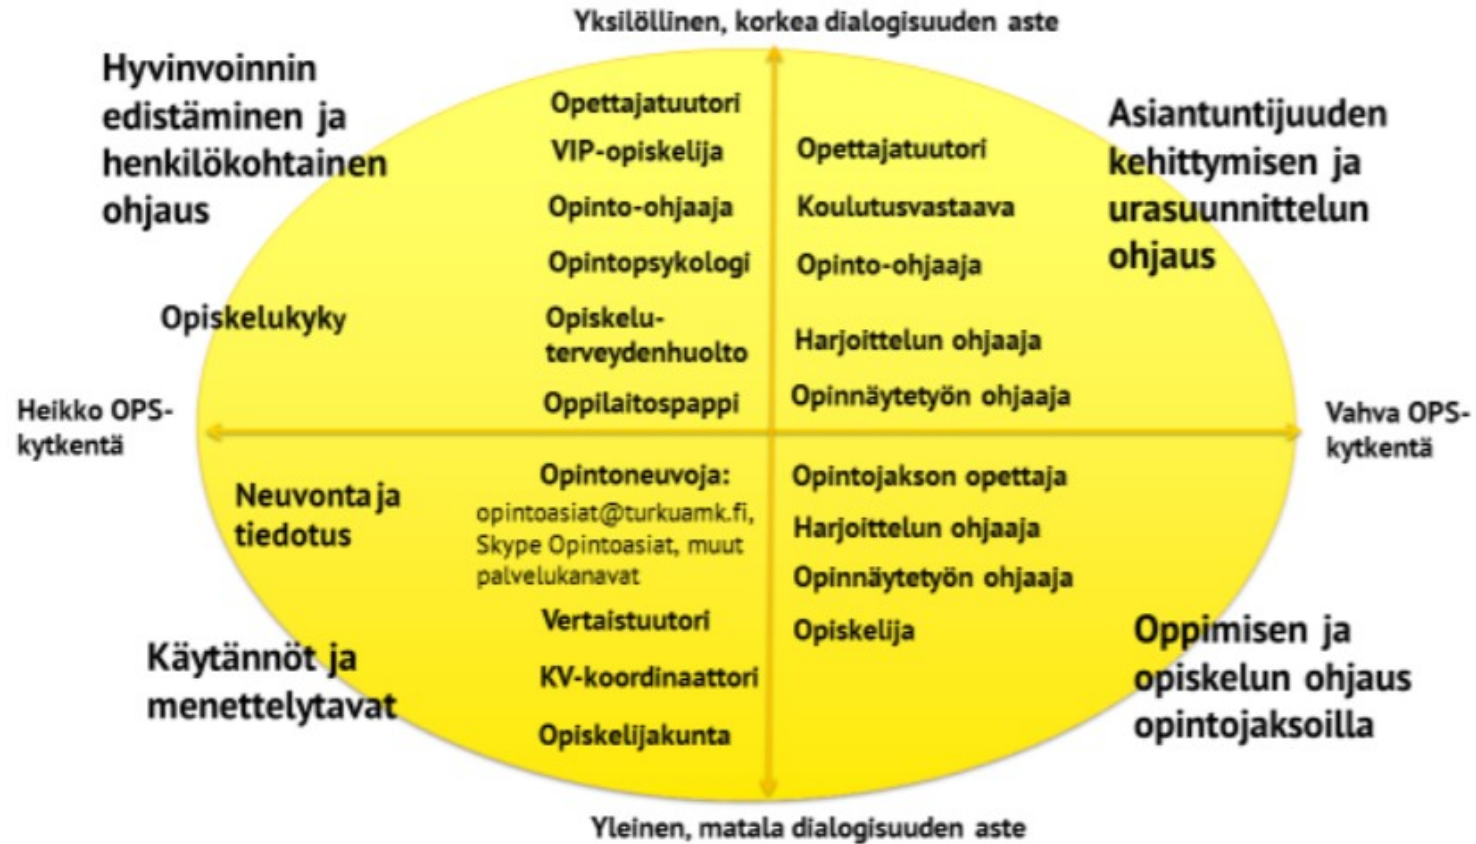 Yksilöllinen, korkea dialogisuuden aste
Hyvinvoinnin
edistäminen ja
henkilökohtainen
ohjaus
Opiskelukyky
Opettajatuutori
VIP-opiskelija
Opinto-ohjaaja
Opintopsykologi
Opiskelu-
terveydenhuolto
Oppilaitospappi
Opettajatuutori
Koulutusvastaava
Opinto-ohjaaja
Harjoittelun ohjaaja
Opinnäytetyön ohjaaja
Asiantuntijuuden
kehittymisen ja
urasuunnittelun
ohjaus
Heikko OPS-
kytkentä
Vahva OPS-
kytkentä
Neuvonta ja
tiedotus
Käytännöt ja
menettelytavat
Opintoneuvoja:
opintoasiat@turkuamk.fi,
Skype Opintoasiat, muut
palvelukanavat
Vertaistuutori
KV-koordinaattori
Opiskelijakunta
Opintojakson opettaja
Harjoittelun ohjaaja
Opinnäytetyön ohjaaja
Opiskelija
Oppimisen ja
opiskelun ohjaus
opintojaksoilla
Yleinen, matala dialogisuuden aste